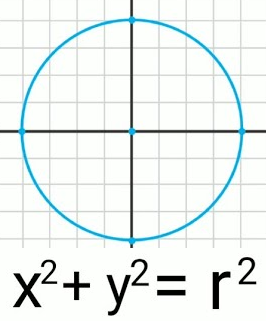 x² + y² = r²